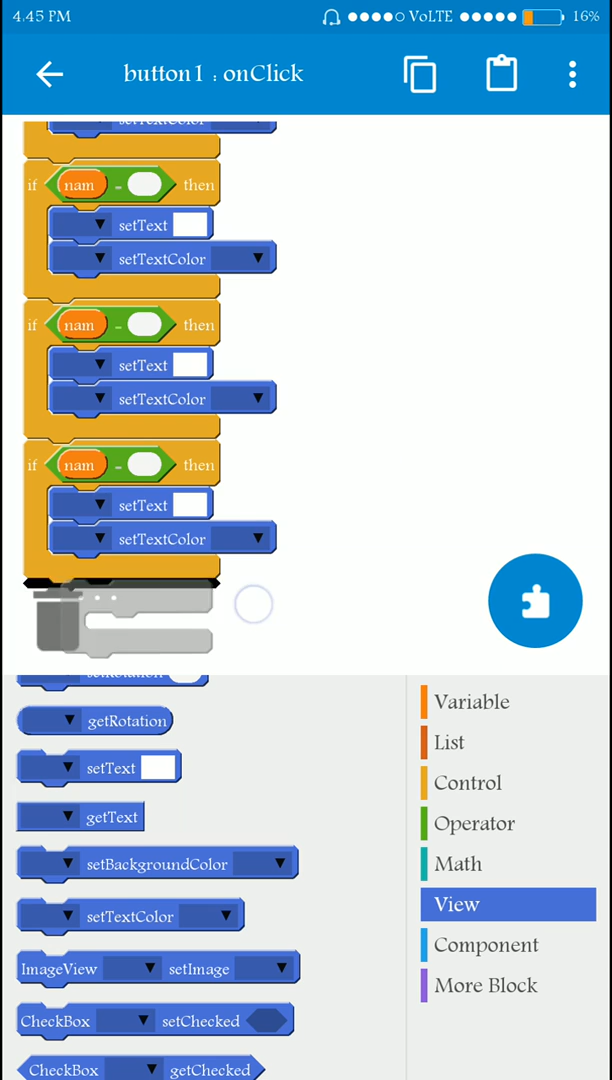 4.45 PM VoLTE 16%
button1 : onClick
setTextColor
if nam = then
setText
setTextColor
if nam = then
setText
setTextColor
if nam = then
setText
setTextColor
setRotation
getRotation
setText
getText
setBackgroundColor
setTextColor
ImageView setImage
CheckBox setChecked
CheckBox getChecked
Variable
List
Control
Operator
Math
View
Component
More Block